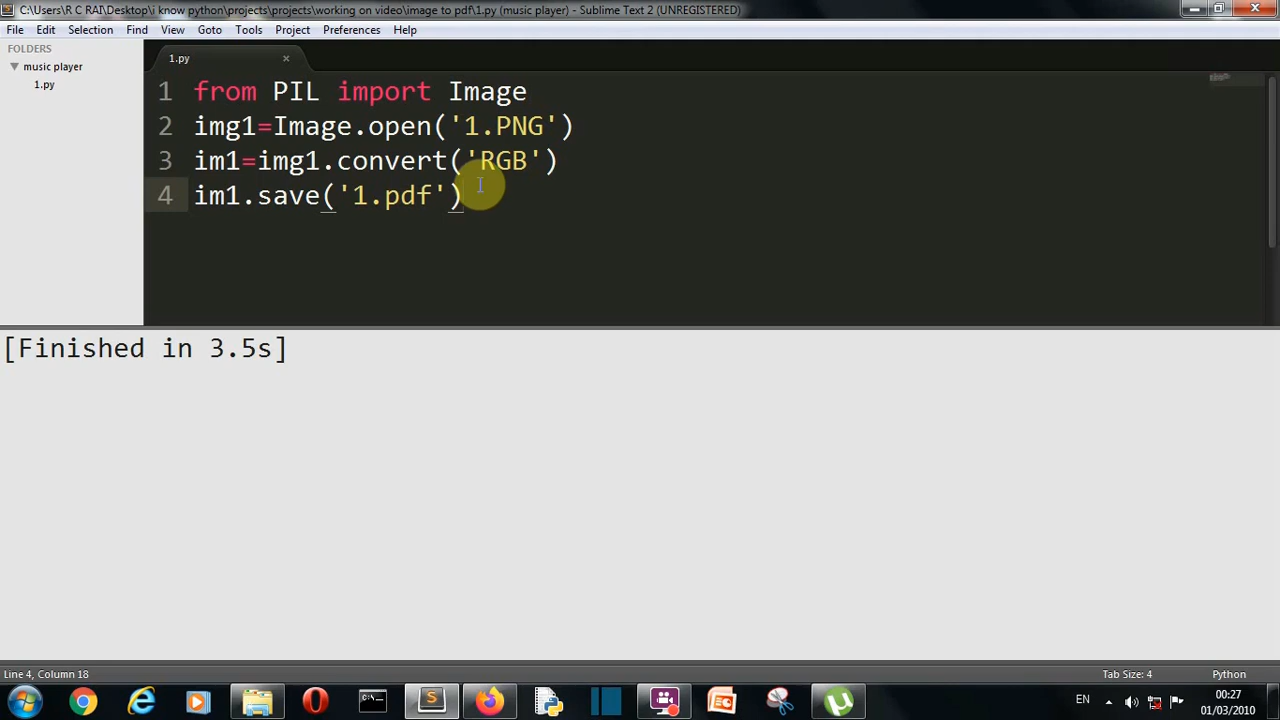 C:\Users\R C RAI\Desktop\i know python\projects\projects\working on video\image to pdf\1.py (music player) - Sublime Text 2 (UNREGISTERED)
File Edit Selection Find View Goto Tools Project Preferences Help
FOLDERS
music player
1.py
1.py ×
1 from PIL import Image
2 img1=Image.open('1.PNG')
3 im1=img1.convert('RGB')
4 im1.save('1.pdf')
[Finished in 3.5s]
Line 4, Column 18
Tab Size: 4
Python
EN
00:27
01/03/2010